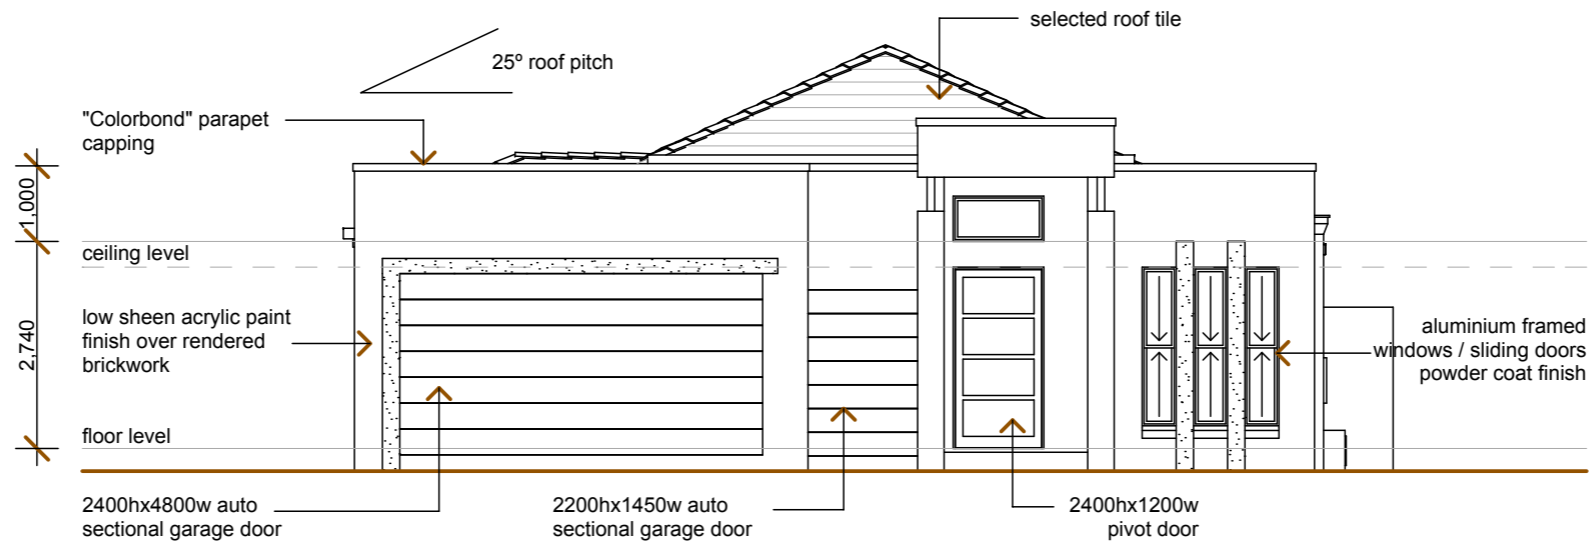 selected roof tile
25º roof pitch
"Colorbond" parapet
capping
1,000
ceiling level
low sheen acrylic paint
finish over rendered
brickwork
2,740
aluminium framed
windows / sliding doors
powder coat finish
floor level
2400hx4800w auto
sectional garage door
2200hx1450w auto
sectional garage door
2400hx1200w
pivot door